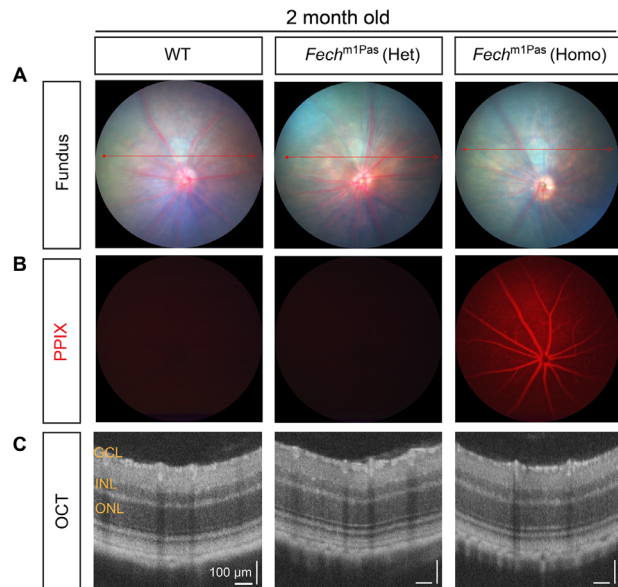 2 month old
WT
Fech^m1Pas (Het)
Fech^m1Pas (Homo)
A
Fundus
B
PPIX
C
OCT
GCL
INL
ONL
100 µm